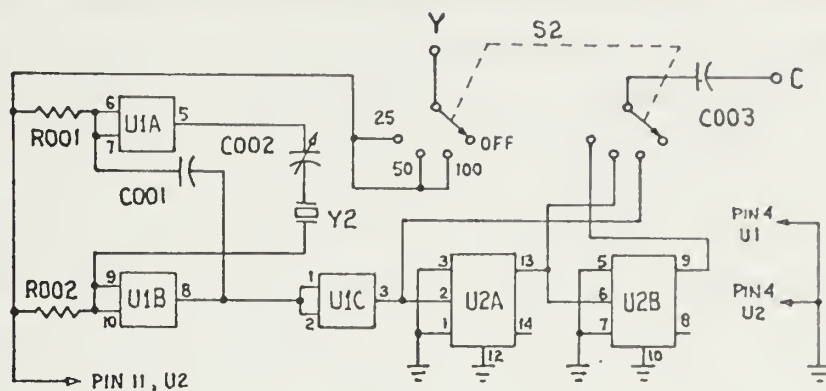 Y
S2
C
C003
25
OFF
50
100
6
U1A
5
7
R001
C002
C001
Y2
PIN 4
U1
R002
9
U1B
8
10
1
U1C
3
2
3
13
2
U2A
1
14
12
5
9
6
U2B
7
8
10
PIN 4
U2
PIN 11, U2